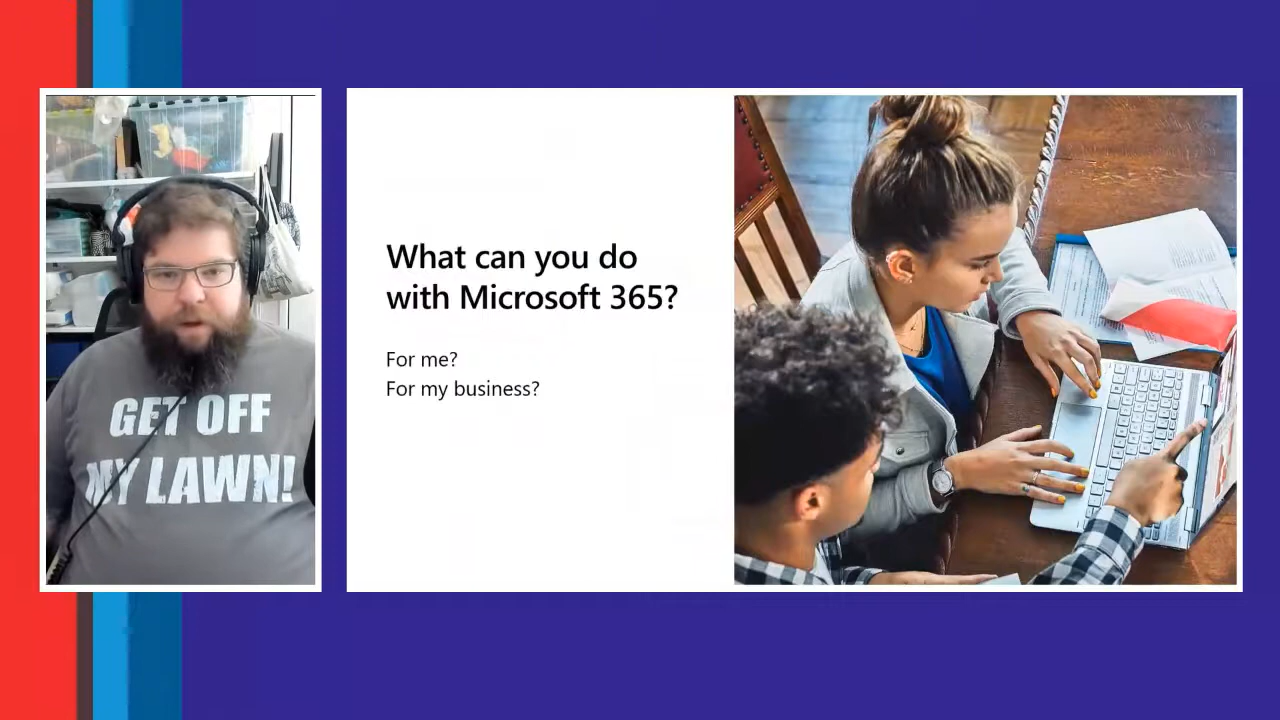 GET OFF
MY LAWN!
What can you do
with Microsoft 365?
For me?
For my business?